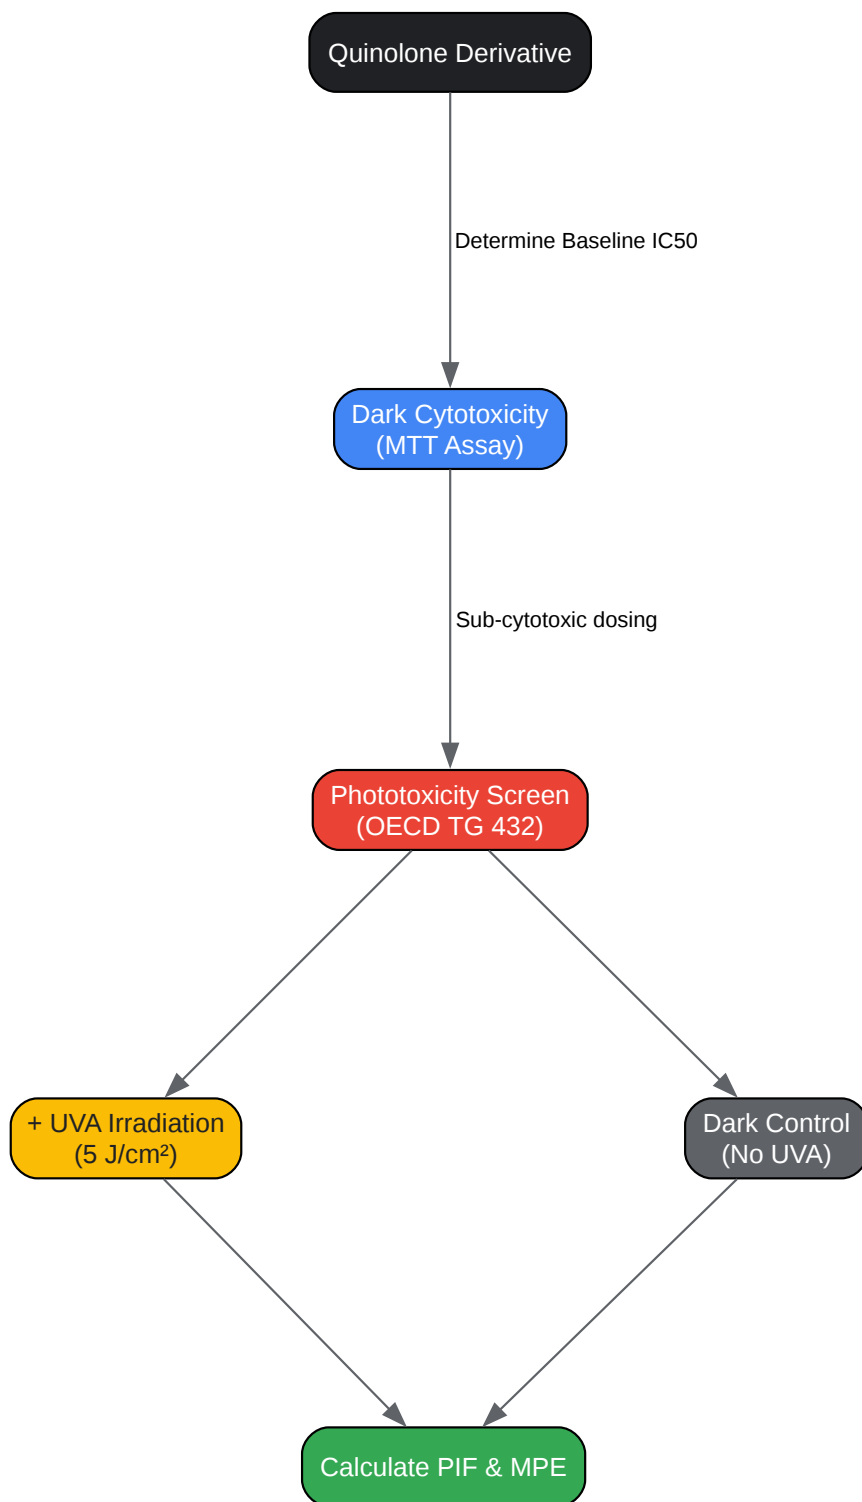 Quinolone Derivative
Determine Baseline IC50
Dark Cytotoxicity
(MTT Assay)
Sub-cytotoxic dosing
Phototoxicity Screen
(OECD TG 432)
+ UVA Irradiation
(5 J/cm²)
Dark Control
(No UVA)
Calculate PIF & MPE